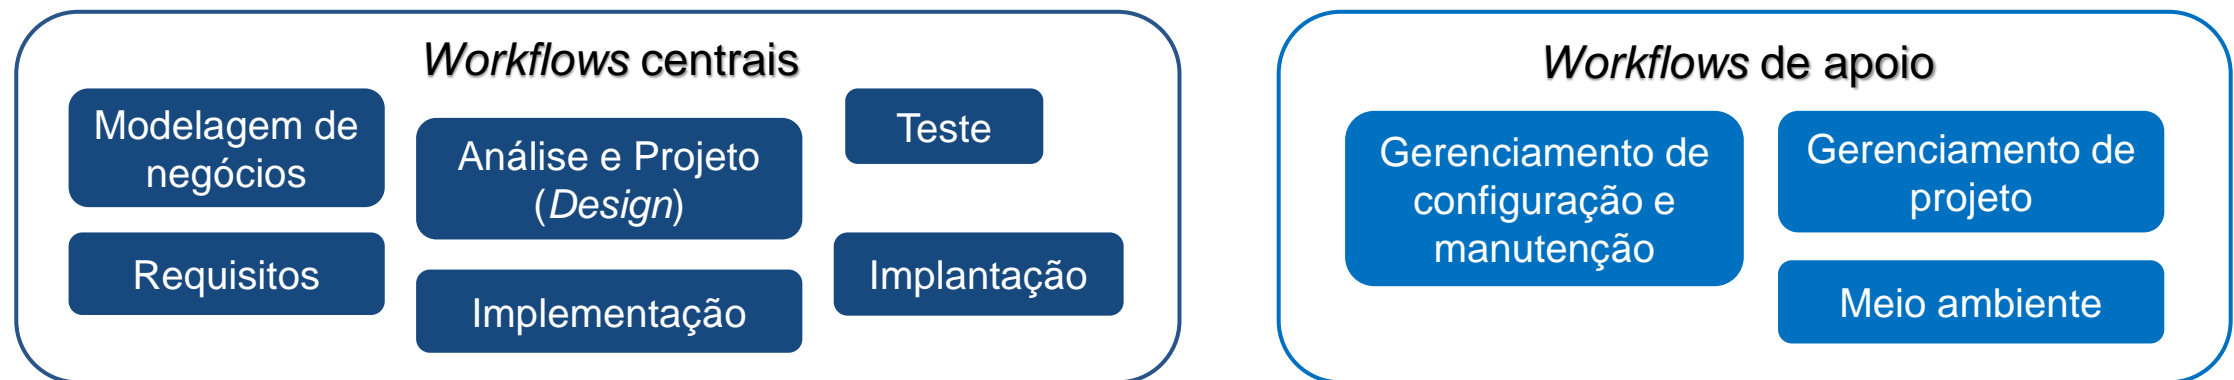 Workflows centrais
Modelagem de
negócios
Requisitos
Análise e Projeto
(Design)
Implementação
Teste
Implantação
Workflows de apoio
Gerenciamento de
configuração e
manutenção
Gerenciamento de
projeto
Meio ambiente